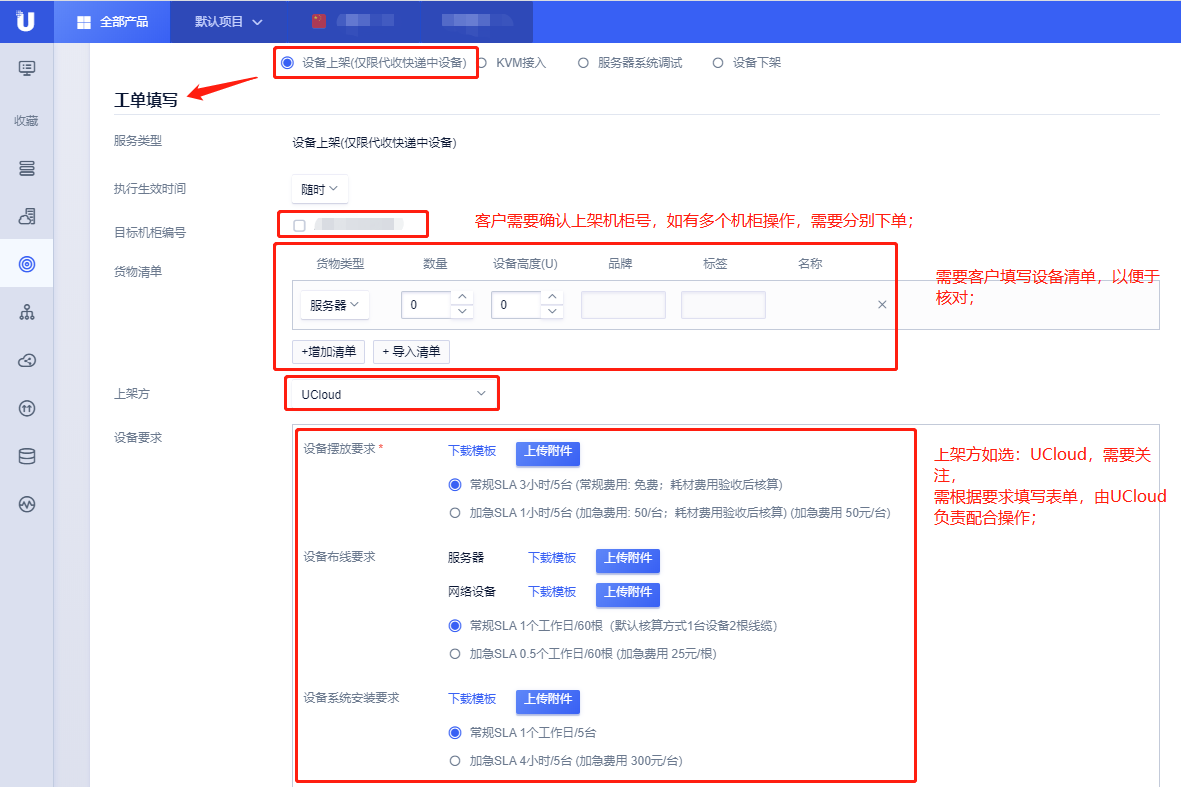 全部产品
默认项目
收藏
设备上架(仅限代收快递中设备)
KVM接入
服务器系统调试
设备下架
工单填写
服务类型
设备上架(仅限代收快递中设备)
执行生效时间
随时
目标机柜编号
客户需要确认上架机柜号，如有多个机柜操作，需要分别下单；
货物清单
货物类型 数量 设备高度(U) 品牌 标签 名称
服务器 0 0
需要客户填写设备清单，以便于
核对；
+增加清单 + 导入清单
上架方
UCloud
设备要求
设备摆放要求* 下载模板 上传附件
常规SLA 3小时/5台 (常规费用: 免费；耗材费用验收后核算)
加急SLA 1小时/5台 (加急费用: 50/台；耗材费用验收后核算) (加急费用 50元/台)
上架方如选：UCloud，需要关
注，
需根据要求填写表单，由UCloud
负责配合操作；
设备布线要求 服务器 下载模板 上传附件
网络设备 下载模板 上传附件
常规SLA 1个工作日/60根（默认核算方式1台设备2根线缆)
加急SLA 0.5个工作日/60根 (加急费用 25元/根)
设备系统安装要求 下载模板 上传附件
常规SLA 1个工作日/5台
加急SLA 4小时/5台 (加急费用 300元/台)